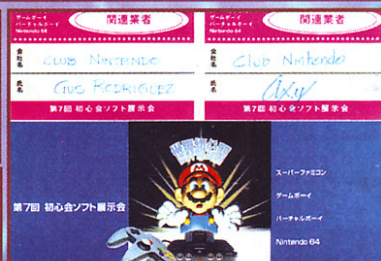 ゲームボーイ
バーチャルボーイ
Nintendo 64
関連業者
会社名
CLUB NINTENDO
氏名
GUS RODRIGUEZ
第7回 初心会ソフト展示会
ゲームボーイ
バーチャルボーイ
Nintendo 64
関連業者
会社名
Club Nintendo
氏名
第7回 初心会ソフト展示会
第7回 初心会ソフト展示会
スーパーファミコン
ゲームボーイ
バーチャルボーイ
Nintendo 64